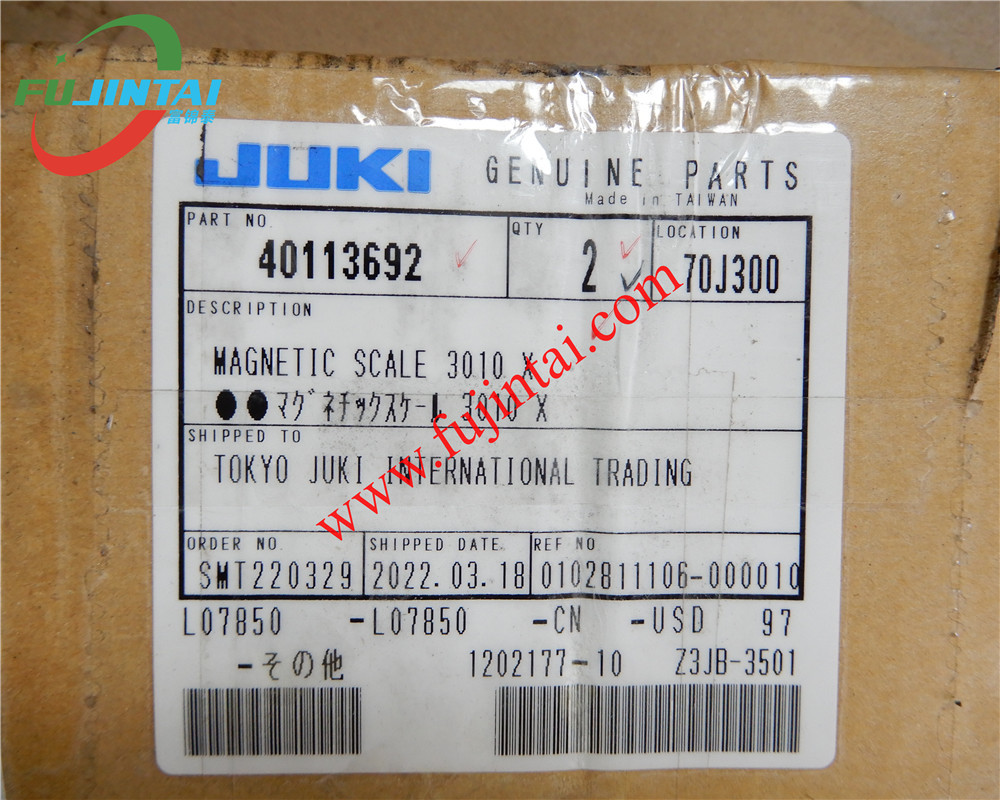 FUJINTAI
富锦泰
JUKI GENUINE PARTS
Made in TAIWAN
PART NO. QTY LOCATION
40113692 2 70J300
DESCRIPTION
MAGNETIC SCALE 3010 X
●●マグネチックスケール 3010 X
SHIPPED TO
TOKYO JUKI INTERNATIONAL TRADING
www.fujintai.com
ORDER NO. SHIPPED DATE. REF NO
SMT220329 2022.03.18 0102811106-000010
L07850 -L07850 -CN -USD 97
-その他 1202177-10 Z3JB-3501